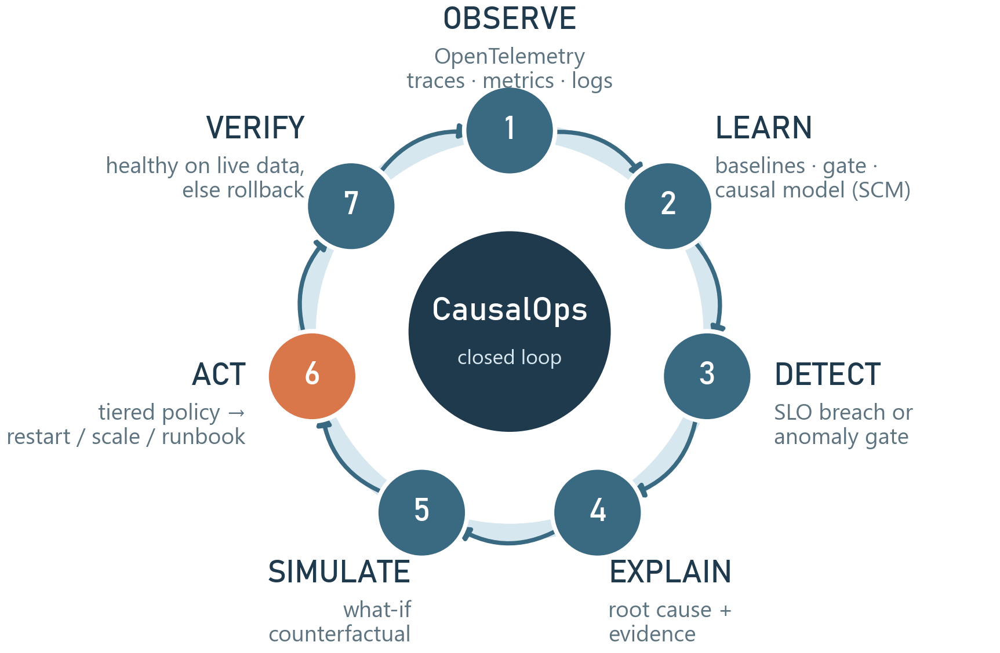 OBSERVE
OpenTelemetry
traces · metrics · logs
1
LEARN
baselines · gate ·
causal model (SCM)
2
DETECT
SLO breach or
anomaly gate
3
EXPLAIN
root cause +
evidence
4
SIMULATE
what-if
counterfactual
5
ACT
tiered policy →
restart / scale / runbook
6
VERIFY
healthy on live data,
else rollback
7
CausalOps
closed loop